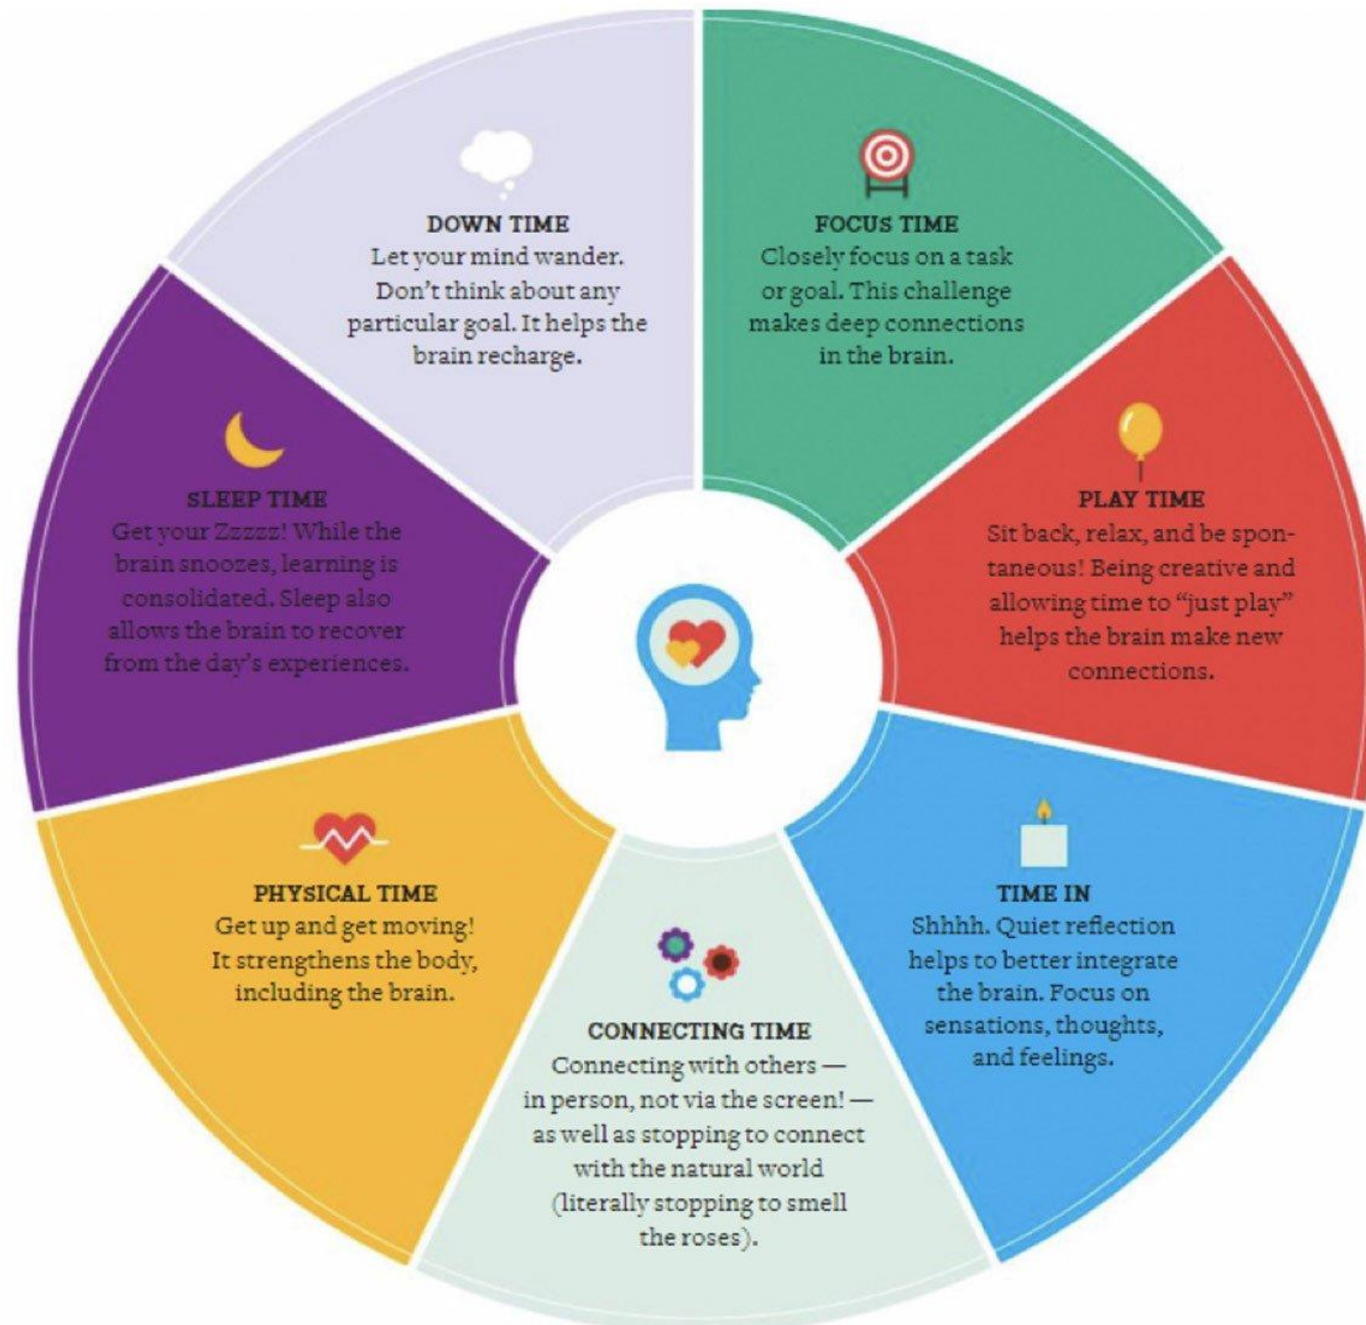 DOWN TIME
Let your mind wander.
Don’t think about any
particular goal. It helps the
brain recharge.
FOCUS TIME
Closely focus on a task
or goal. This challenge
makes deep connections
in the brain.
PLAY TIME
Sit back, relax, and be spon-
taneous! Being creative and
allowing time to “just play”
helps the brain make new
connections.
TIME IN
Shhhh. Quiet reflection
helps to better integrate
the brain. Focus on
sensations, thoughts,
and feelings.
CONNECTING TIME
Connecting with others —
in person, not via the screen! —
as well as stopping to connect
with the natural world
(literally stopping to smell
the roses).
PHYSICAL TIME
Get up and get moving!
It strengthens the body,
including the brain.
SLEEP TIME
Get your Zzzzz! While the
brain snoozes, learning is
consolidated. Sleep also
allows the brain to recover
from the day’s experiences.